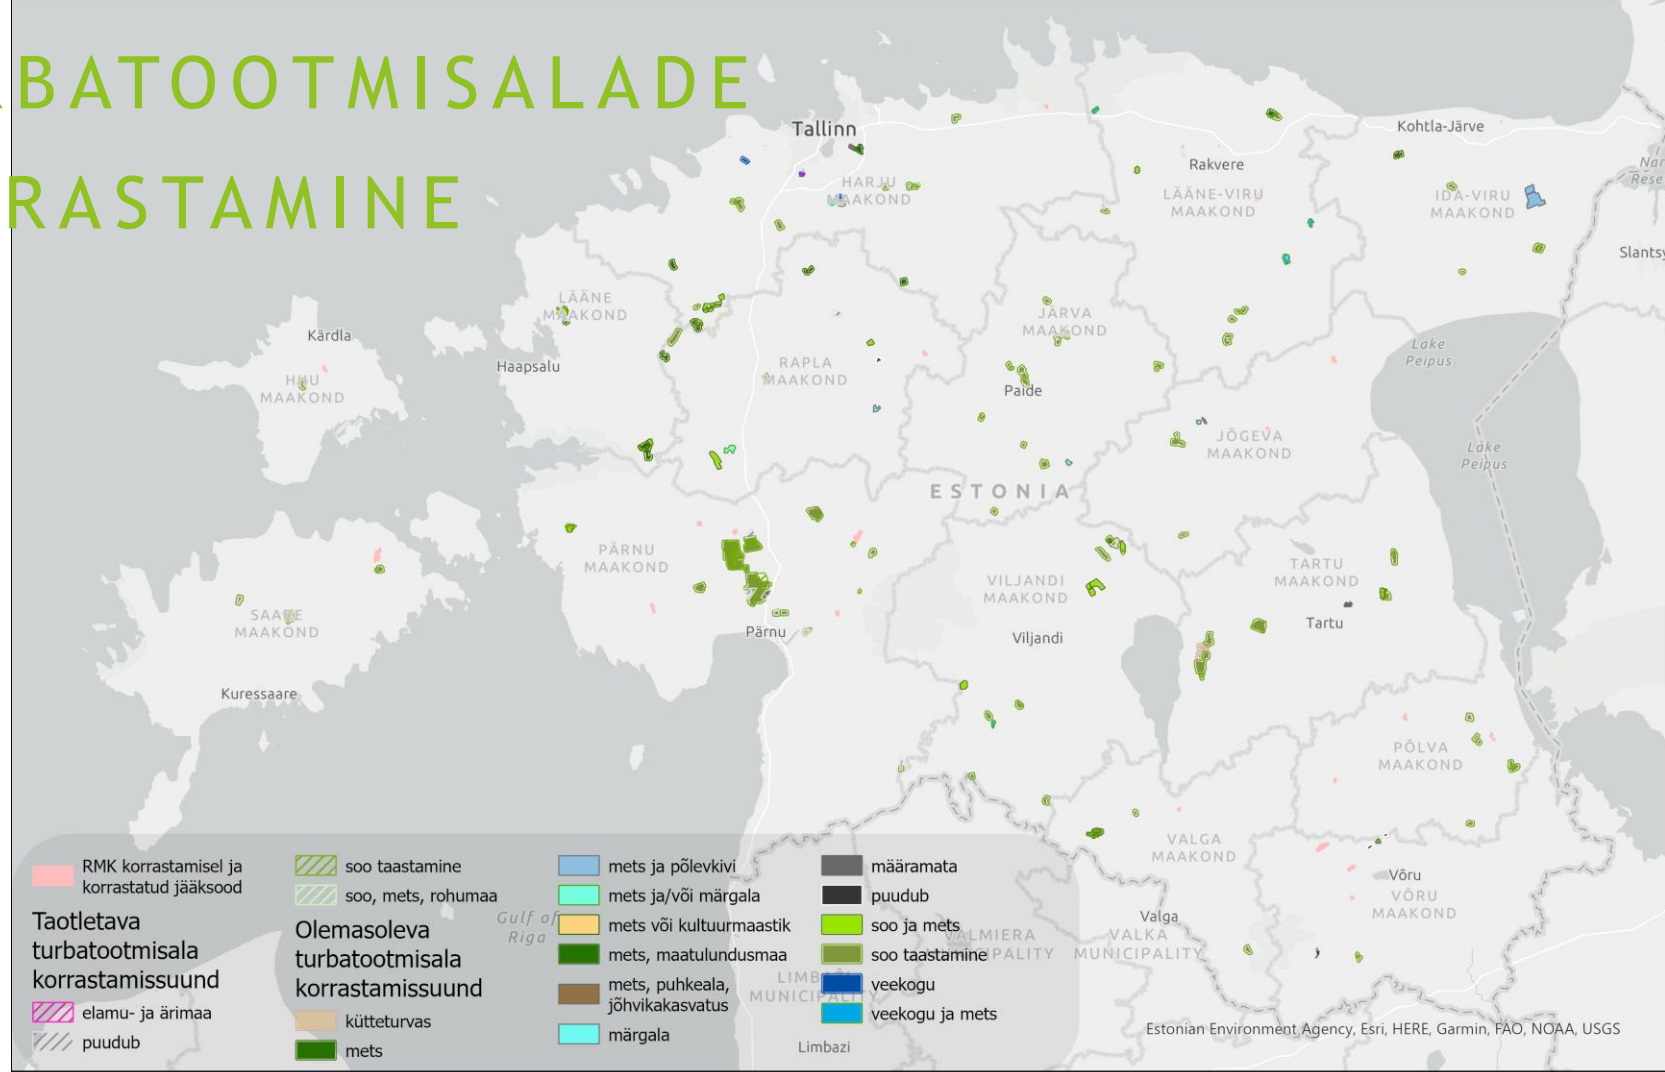 BATOOTMISALADE
RASTAMINE
Tallinn
Kohtla-Järve
Rakvere
HARJU
MAAKOND
LÄÄNE-VIRU
MAAKOND
IDA-VIRU
MAAKOND
Slantsy
LÄÄNE
MAAKOND
Kärdla
Haapsalu
JÄRVA
MAAKOND
Lake
Peipus
RAPLA
MAAKOND
HIIU
MAAKOND
Paide
JÕGEVA
MAAKOND
Lake
Peipus
ESTONIA
PÄRNU
MAAKOND
TARTU
MAAKOND
VILJANDI
MAAKOND
SAARE
MAAKOND
Pärnu
Viljandi
Tartu
Kuressaare
PÕLVA
MAAKOND
VALGA
MAAKOND
Võru
VÕRU
MAAKOND
Valga
VALKA
MUNICIPALITY
VALMIERA
MUNICIPALITY
LIMBAŽI
MUNICIPALITY
Limbazi
Gulf of
Riga
RMK korrastamisel ja
korrastatud jääksood
Taotletava
turbatootmisala
korrastamissuund
elamu- ja ärimaa
puudub
soo taastamine
soo, mets, rohumaa
Olemasoleva
turbatootmisala
korrastamissuund
kütteturvas
mets
mets ja põlevkivi
mets ja/või märgala
mets või kultuurmaastik
mets, maatulundusmaa
mets, puhkeala,
jõhvikakasvatus
märgala
määramata
puudub
soo ja mets
soo taastamine
veekogu
veekogu ja mets
Estonian Environment Agency, Esri, HERE, Garmin, FAO, NOAA, USGS